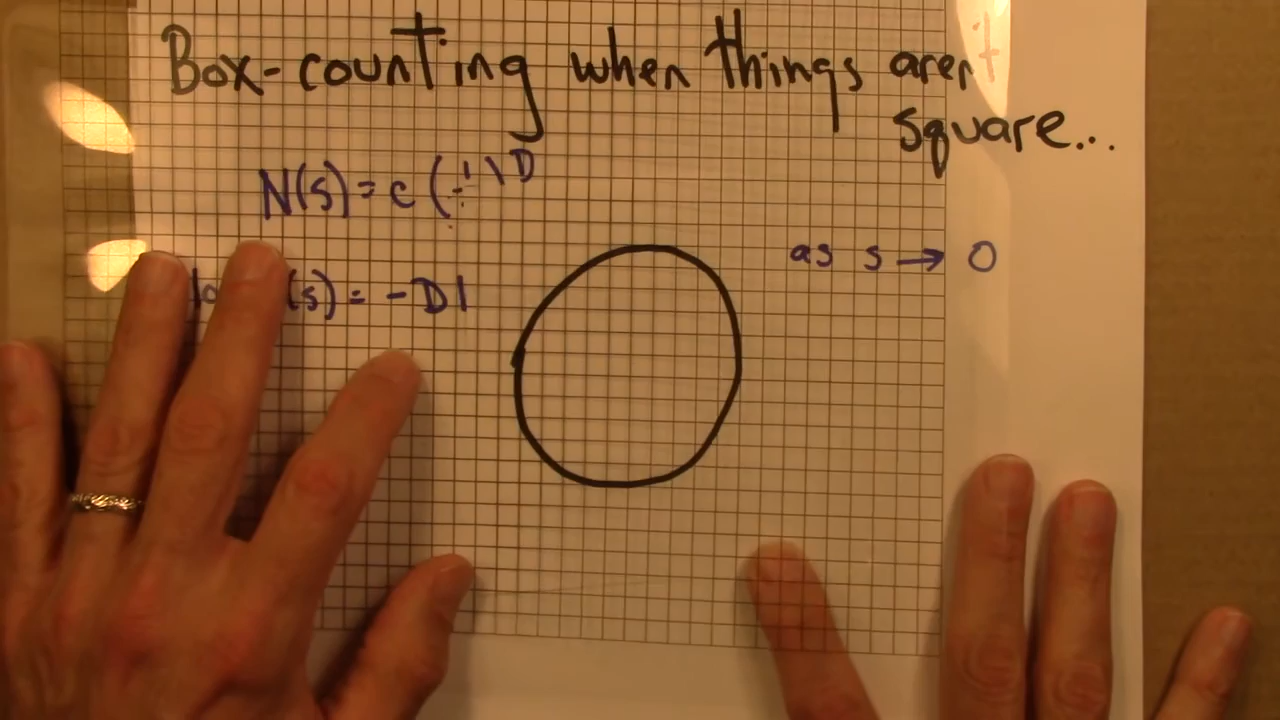 Box-counting when things aren't
square...
N(s) = c (1/s)^D
as s → 0
(s) = -D l